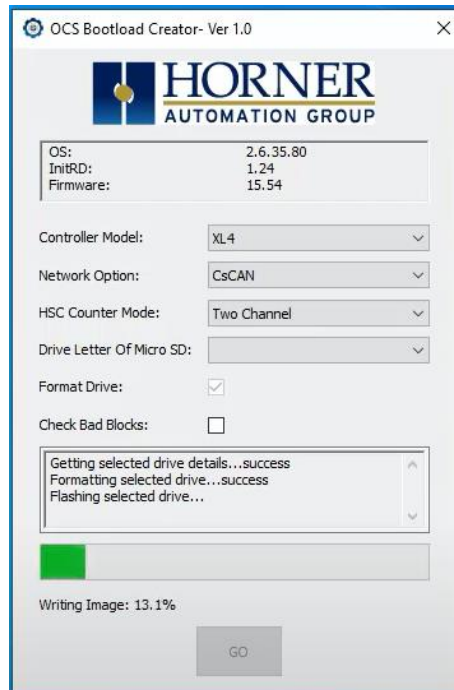 OCS Bootload Creator- Ver 1.0
HORNER
AUTOMATION GROUP
OS: 2.6.35.80
InitRD: 1.24
Firmware: 15.54
Controller Model: XL4
Network Option: CsCAN
HSC Counter Mode: Two Channel
Drive Letter Of Micro SD:
Format Drive:
Check Bad Blocks:
Getting selected drive details...success
Formatting selected drive...success
Flashing selected drive...
Writing Image: 13.1%
GO